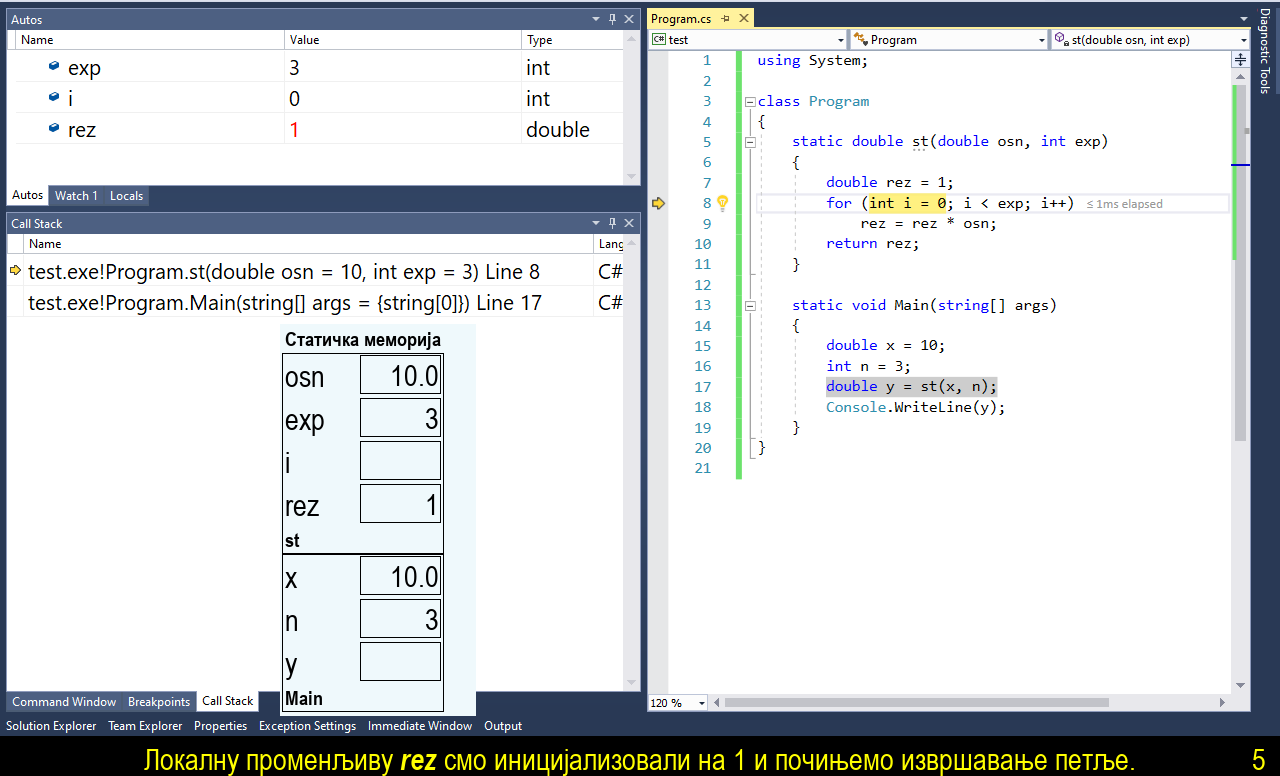 Autos
Name Value Type
exp 3 int
i 0 int
rez 1 double
Autos Watch 1 Locals
Call Stack
Name Lang
test.exe!Program.st(double osn = 10, int exp = 3) Line 8 C#
test.exe!Program.Main(string[] args = {string[0]}) Line 17 C#
Статичка меморија
osn 10.0
exp 3
i
rez 1
st
x 10.0
n 3
y
Main
Command Window Breakpoints Call Stack
Solution Explorer Team Explorer Properties Exception Settings Immediate Window Output
Program.cs
C# test Program st(double osn, int exp)
1 using System;
2
3 class Program
4 {
5 static double st(double osn, int exp)
6 {
7 double rez = 1;
8 for (int i = 0; i < exp; i++) ≤ 1ms elapsed
9 rez = rez * osn;
10 return rez;
11 }
12
13 static void Main(string[] args)
14 {
15 double x = 10;
16 int n = 3;
17 double y = st(x, n);
18 Console.WriteLine(y);
19 }
20 }
21
120 %
Diagnostic Tools
Локалну променљиву rez смо иницијализовали на 1 и почињемо извршавање петље. 5